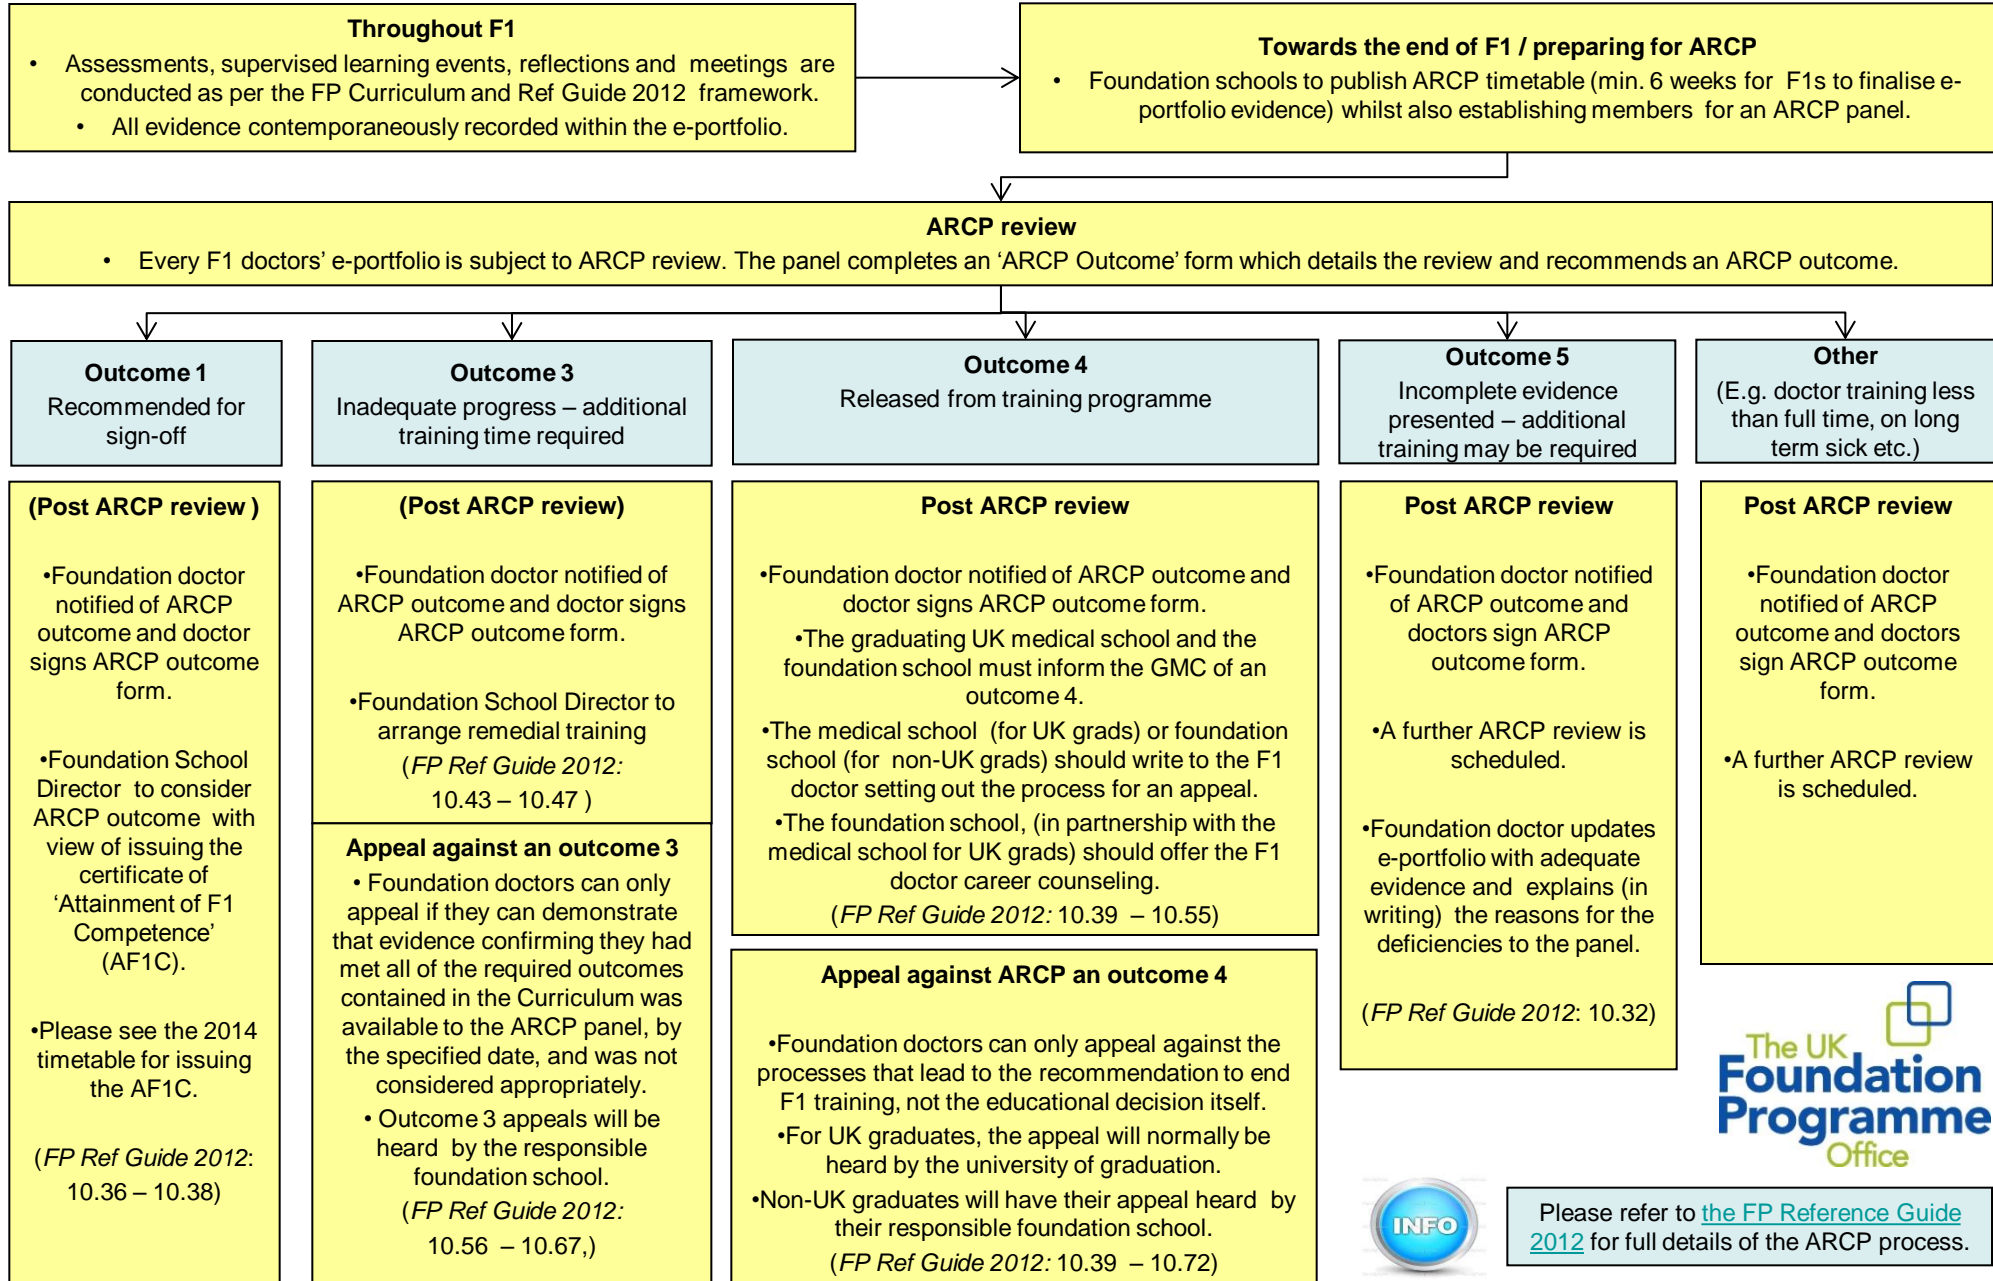 Throughout F1
• Assessments, supervised learning events, reflections and meetings are
conducted as per the FP Curriculum and Ref Guide 2012 framework.
• All evidence contemporaneously recorded within the e-portfolio.
Towards the end of F1 / preparing for ARCP
• Foundation schools to publish ARCP timetable (min. 6 weeks for F1s to finalise e-
portfolio evidence) whilst also establishing members for an ARCP panel.
ARCP review
• Every F1 doctors’ e-portfolio is subject to ARCP review. The panel completes an ‘ARCP Outcome’ form which details the review and recommends an ARCP outcome.
Outcome 1
Recommended for
sign-off
Outcome 3
Inadequate progress – additional
training time required
Outcome 4
Released from training programme
Outcome 5
Incomplete evidence
presented – additional
training may be required
Other
(E.g. doctor training less
than full time, on long
term sick etc.)
(Post ARCP review )
•Foundation doctor
notified of ARCP
outcome and doctor
signs ARCP outcome
form.
•Foundation School
Director to consider
ARCP outcome with
view of issuing the
certificate of
‘Attainment of F1
Competence’
(AF1C).
•Please see the 2014
timetable for issuing
the AF1C.
(FP Ref Guide 2012:
10.36 – 10.38)
(Post ARCP review)
•Foundation doctor notified of
ARCP outcome and doctor signs
ARCP outcome form.
•Foundation School Director to
arrange remedial training
(FP Ref Guide 2012:
10.43 – 10.47 )
Appeal against an outcome 3
• Foundation doctors can only
appeal if they can demonstrate
that evidence confirming they had
met all of the required outcomes
contained in the Curriculum was
available to the ARCP panel, by
the specified date, and was not
considered appropriately.
• Outcome 3 appeals will be
heard by the responsible
foundation school.
(FP Ref Guide 2012:
10.56 – 10.67,)
Post ARCP review
•Foundation doctor notified of ARCP outcome and
doctor signs ARCP outcome form.
•The graduating UK medical school and the
foundation school must inform the GMC of an
outcome 4.
•The medical school (for UK grads) or foundation
school (for non-UK grads) should write to the F1
doctor setting out the process for an appeal.
•The foundation school, (in partnership with the
medical school for UK grads) should offer the F1
doctor career counseling.
(FP Ref Guide 2012: 10.39 – 10.55)
Appeal against ARCP an outcome 4
•Foundation doctors can only appeal against the
processes that lead to the recommendation to end
F1 training, not the educational decision itself.
•For UK graduates, the appeal will normally be
heard by the university of graduation.
•Non-UK graduates will have their appeal heard by
their responsible foundation school.
(FP Ref Guide 2012: 10.39 – 10.72)
Post ARCP review
•Foundation doctor notified
of ARCP outcome and
doctors sign ARCP
outcome form.
•A further ARCP review is
scheduled.
•Foundation doctor updates
e-portfolio with adequate
evidence and explains (in
writing) the reasons for the
deficiencies to the panel.
(FP Ref Guide 2012: 10.32)
Post ARCP review
•Foundation doctor
notified of ARCP
outcome and doctors
sign ARCP outcome
form.
•A further ARCP review
is scheduled.
The UK
Foundation
Programme
Office
INFO
Please refer to the FP Reference Guide
2012 for full details of the ARCP process.